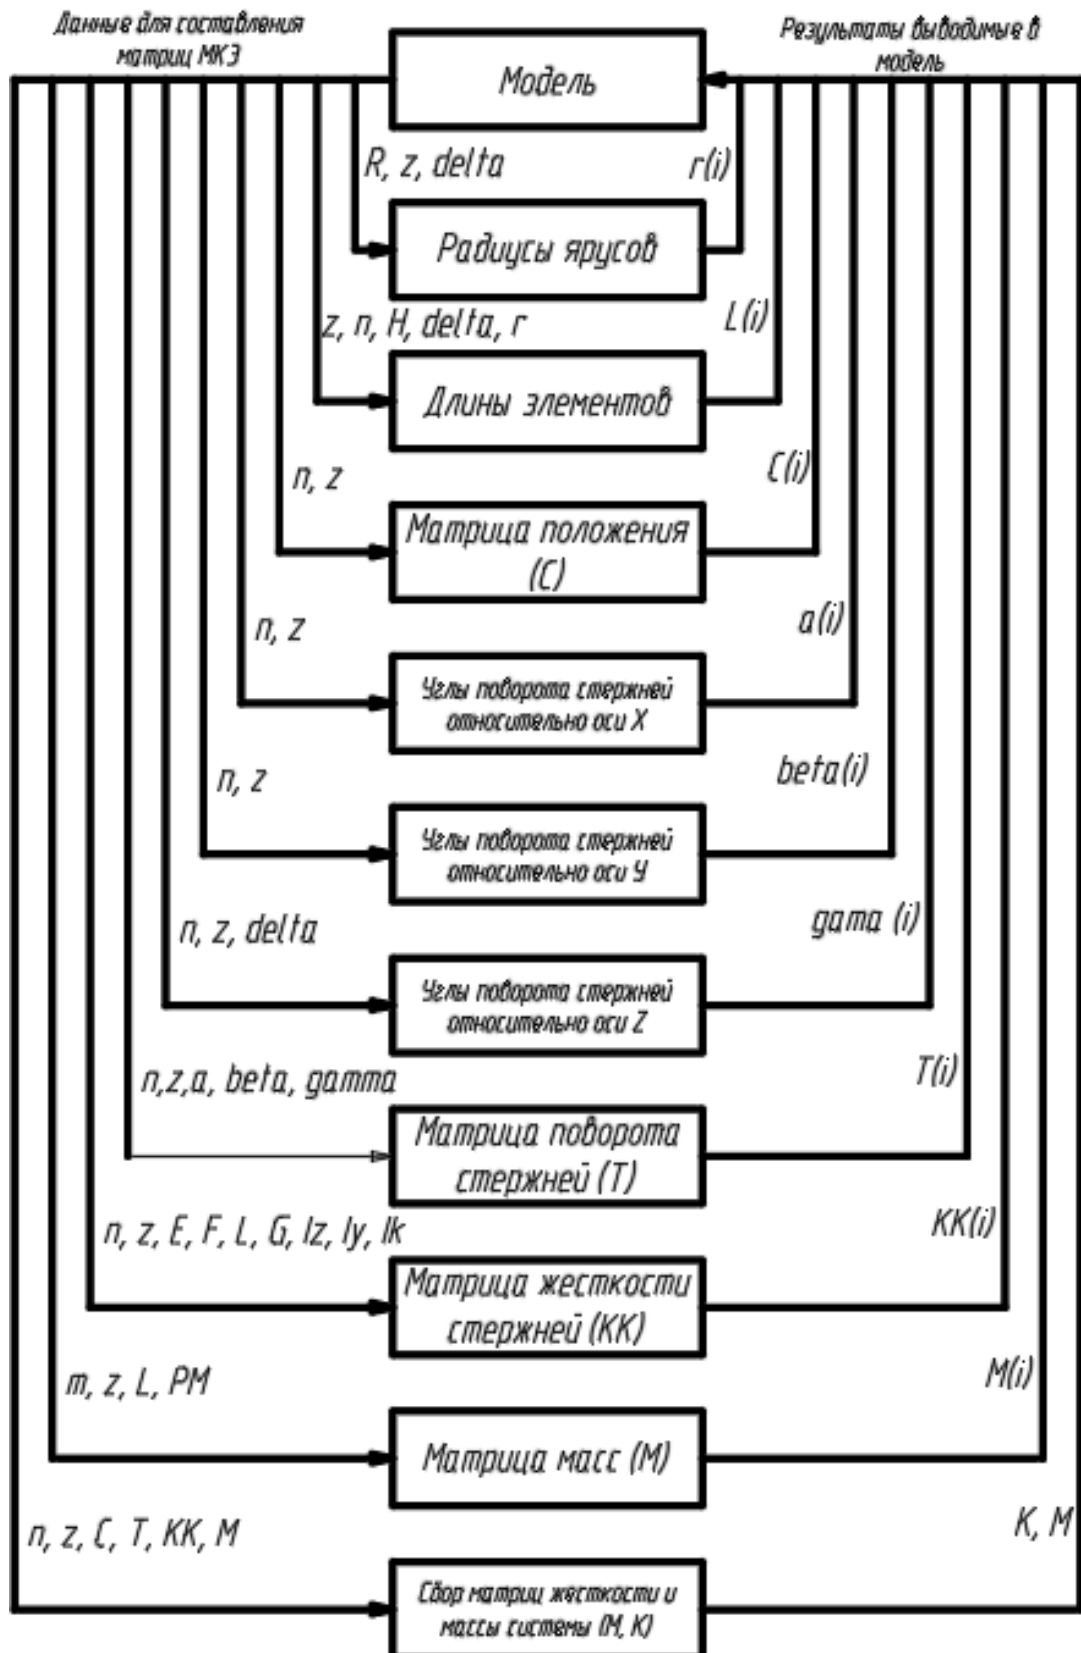 Данные для составления
матриц МКЭ
Результаты выводимые в
модель
Модель
R, z, delta
r(i)
Радиусы ярусов
z, n, H, delta, r
L(i)
Длины элементов
n, z
C(i)
Матрица положения
(C)
n, z
a(i)
Углы поворота стержней
относительно оси X
n, z
beta(i)
Углы поворота стержней
относительно оси У
n, z, delta
gama (i)
Углы поворота стержней
относительно оси Z
n,z,a, beta, gamma
T(i)
Матрица поворота
стержней (T)
n, z, E, F, L, G, Iz, Iy, Ik
KK(i)
Матрица жесткости
стержней (KK)
m, z, L, PM
M(i)
Матрица масс (M)
n, z, C, T, KK, M
K, M
Сбор матриц жесткости и
массы системы (M, K)